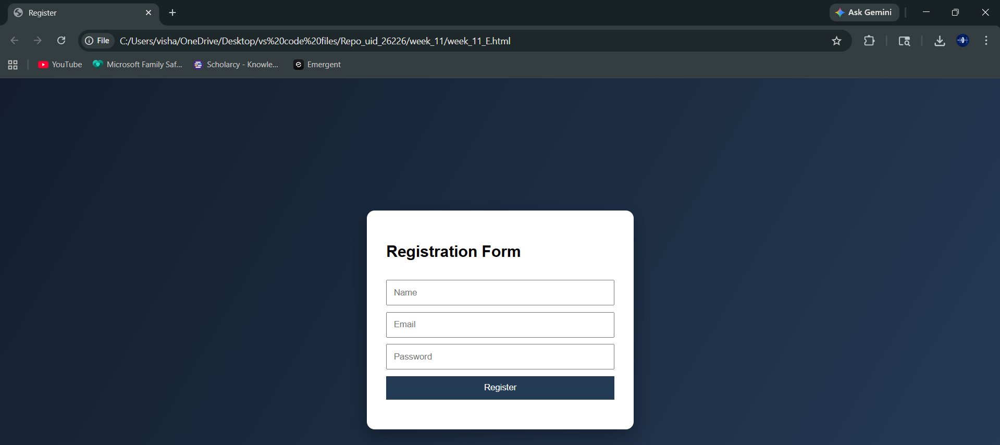 Register
Ask Gemini
File C:/Users/visha/OneDrive/Desktop/vs%20code%20files/Repo_uid_26226/week_11/week_11_E.html
YouTube Microsoft Family Saf... Scholarcy - Knowle... Emergent
Registration Form
Name
Email
Password
Register